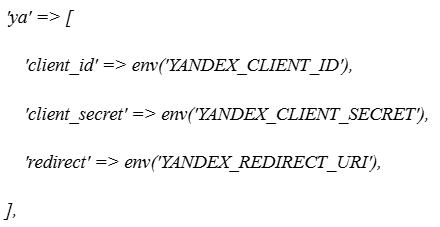 'ya' => [
'client_id' => env('YANDEX_CLIENT_ID'),
'client_secret' => env('YANDEX_CLIENT_SECRET'),
'redirect' => env('YANDEX_REDIRECT_URI'),
],